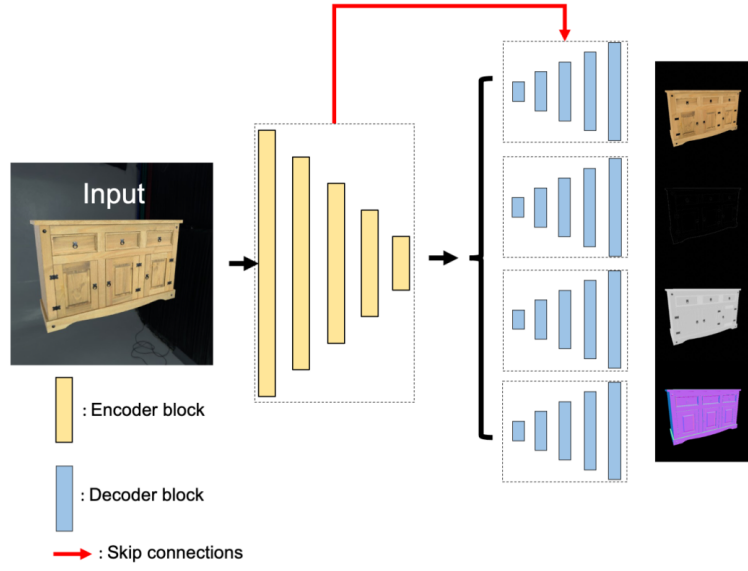 Input
: Encoder block
: Decoder block
: Skip connections